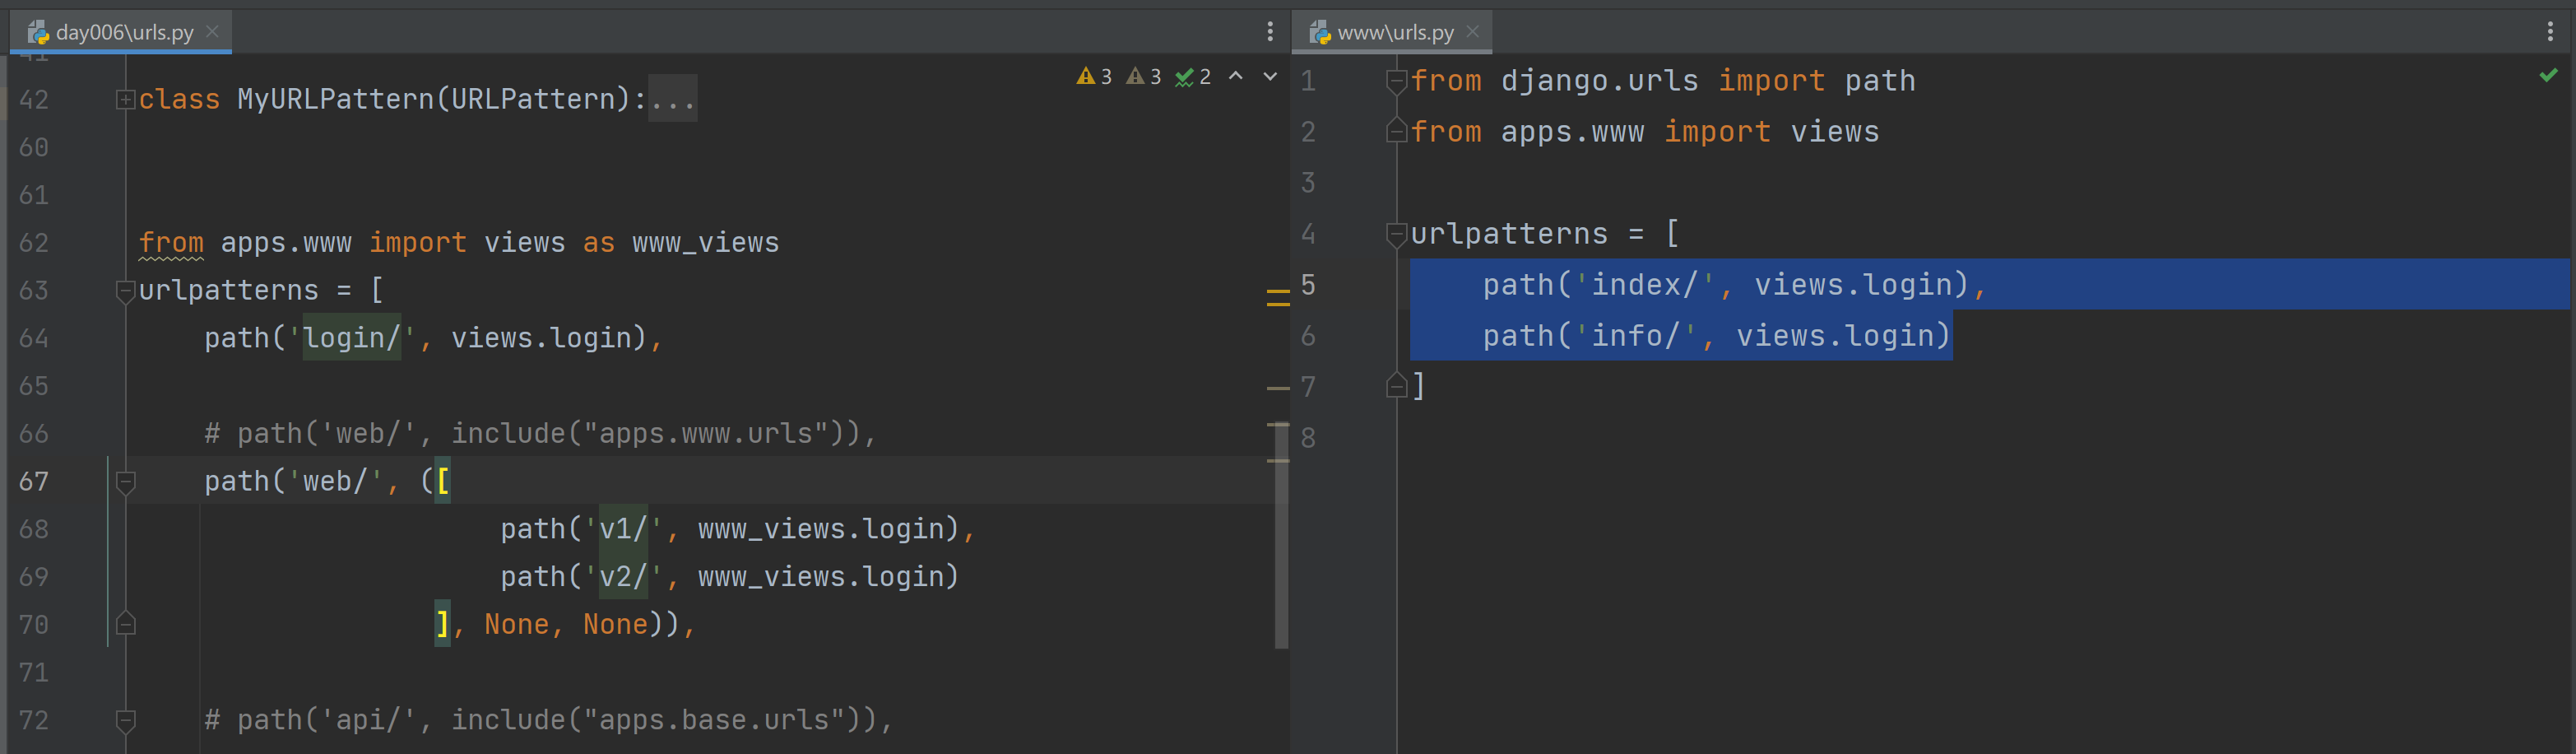 day006\urls.py
41
42 class MyURLPattern(URLPattern):...
3 3 2
60
61
62 from apps.www import views as www_views
63 urlpatterns = [
64 path('login/', views.login),
65
66 # path('web/', include("apps.www.urls")),
67 path('web/', ([
68 path('v1/', www_views.login),
69 path('v2/', www_views.login)
70 ], None, None)),
71
72 # path('api/', include("apps.base.urls")),
www\urls.py
1 from django.urls import path
2 from apps.www import views
3
4 urlpatterns = [
5 path('index/', views.login),
6 path('info/', views.login)
7 ]
8